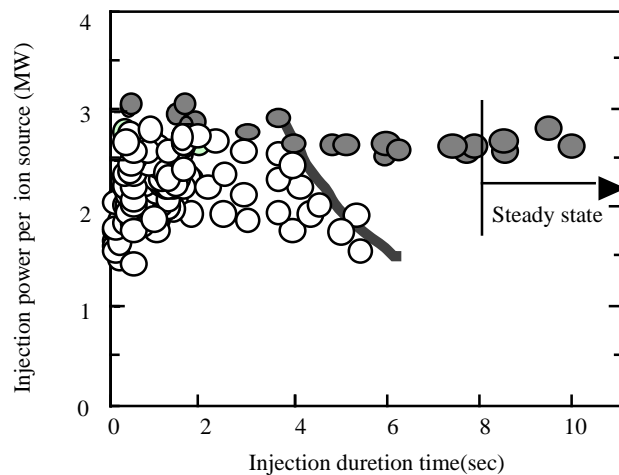 Injection power per ion source (MW)
4
3
2
1
0
Steady state
0 2 4 6 8 10
Injection duretion time(sec)